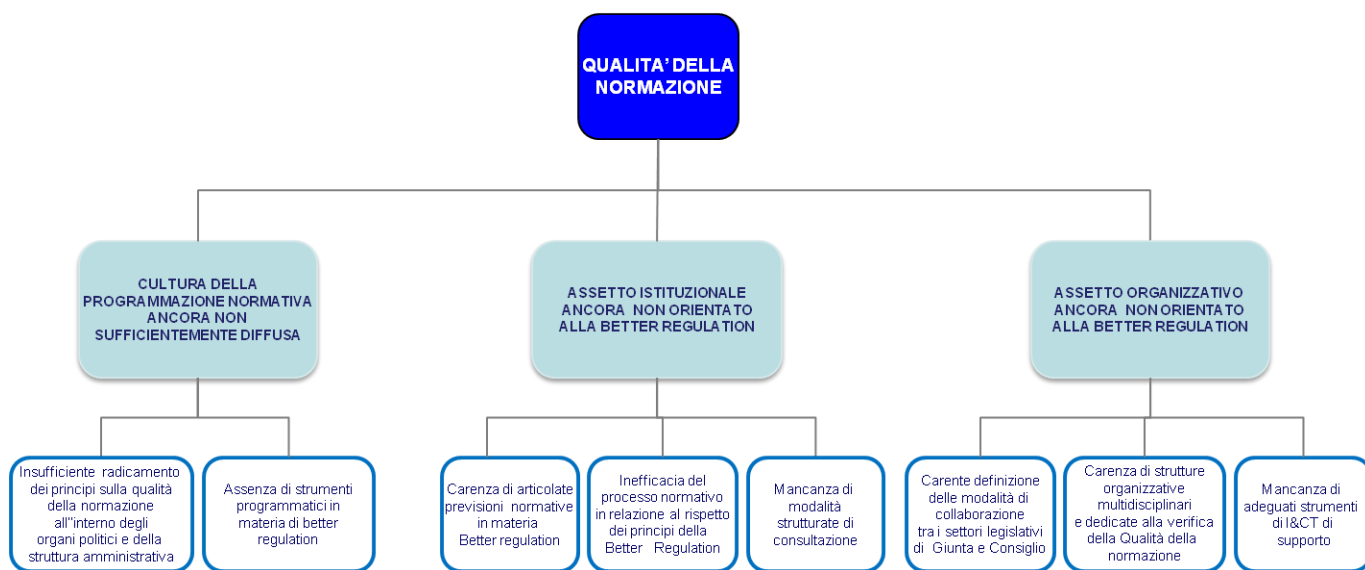 QUALITA' DELLA
NORMAZIONE
CULTURA DELLA
PROGRAMMAZIONE NORMATIVA
ANCORA NON
SUFFICIENTEMENTE DIFFUSA
ASSETTO ISTITUZIONALE
ANCORA NON ORIENTATO
ALLA BETTER REGULATION
ASSETTO ORGANIZZATIVO
ANCORA NON ORIENTATO
ALLA BETTER REGULATION
Insufficiente radicamento
dei principi sulla qualità
della normazione
all"interno degli
organi politici e della
struttura amministrativa
Assenza di strumenti
programmatici in
materia di better
regulation
Carenza di articolate
previsioni normative
in materia
Better regulation
Inefficacia del
processo normativo
in relazione al rispetto
dei principi della
Better Regulation
Mancanza di
modalità
strutturate di
consultazione
Carente definizione
delle modalità di
collaborazione
tra i settori legislativi
di Giunta e Consiglio
Carenza di strutture
organizzative
multidisciplinari
e dedicate alla verifica
della Qualità della
normazione
Mancanza di
adeguati strumenti
di I&CT di
supporto